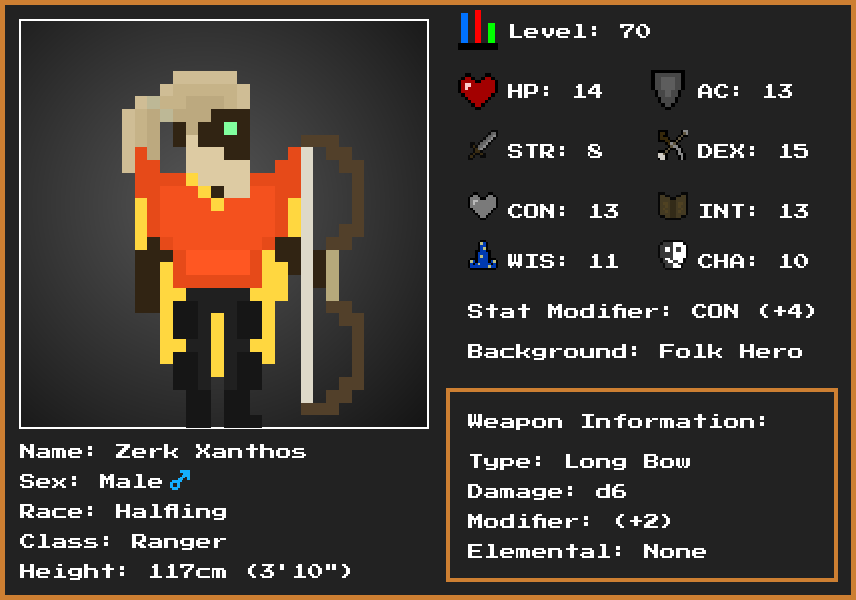 Level: 70
HP: 14
AC: 13
STR: 8
DEX: 15
CON: 13
INT: 13
WIS: 11
CHA: 10
Stat Modifier: CON (+4)
Background: Folk Hero
Weapon Information:
Type: Long Bow
Damage: d6
Modifier: (+2)
Elemental: None
Name: Zerk Xanthos
Sex: Male♂
Race: Halfling
Class: Ranger
Height: 117cm (3'10")